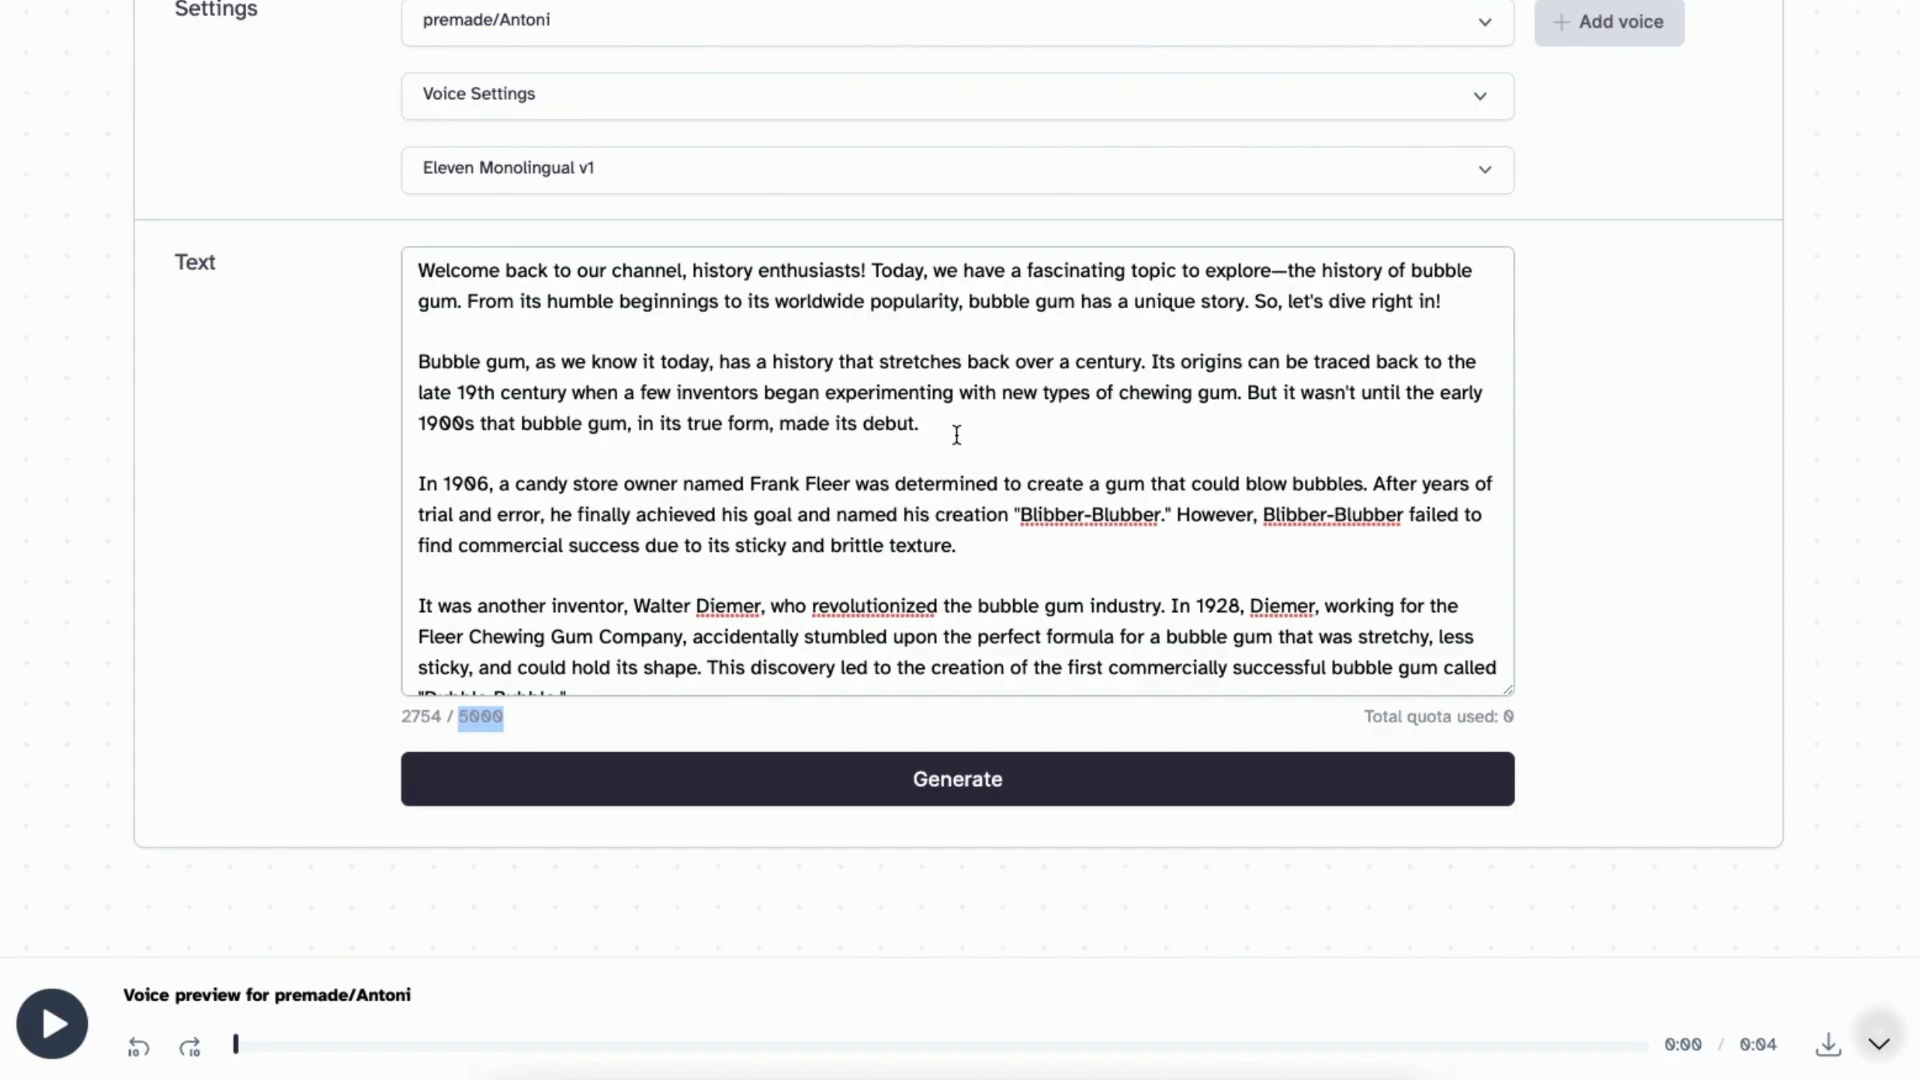 Settings
premade/Antoni
+ Add voice
Voice Settings
Eleven Monolingual v1
Text
Welcome back to our channel, history enthusiasts! Today, we have a fascinating topic to explore—the history of bubble
gum. From its humble beginnings to its worldwide popularity, bubble gum has a unique story. So, let's dive right in!
Bubble gum, as we know it today, has a history that stretches back over a century. Its origins can be traced back to the
late 19th century when a few inventors began experimenting with new types of chewing gum. But it wasn't until the early
1900s that bubble gum, in its true form, made its debut.
In 1906, a candy store owner named Frank Fleer was determined to create a gum that could blow bubbles. After years of
trial and error, he finally achieved his goal and named his creation "Blibber-Blubber." However, Blibber-Blubber failed to
find commercial success due to its sticky and brittle texture.
It was another inventor, Walter Diemer, who revolutionized the bubble gum industry. In 1928, Diemer, working for the
Fleer Chewing Gum Company, accidentally stumbled upon the perfect formula for a bubble gum that was stretchy, less
sticky, and could hold its shape. This discovery led to the creation of the first commercially successful bubble gum called
2754 / 5000
Total quota used: 0
Generate
Voice preview for premade/Antoni
10 10
0:00 / 0:04